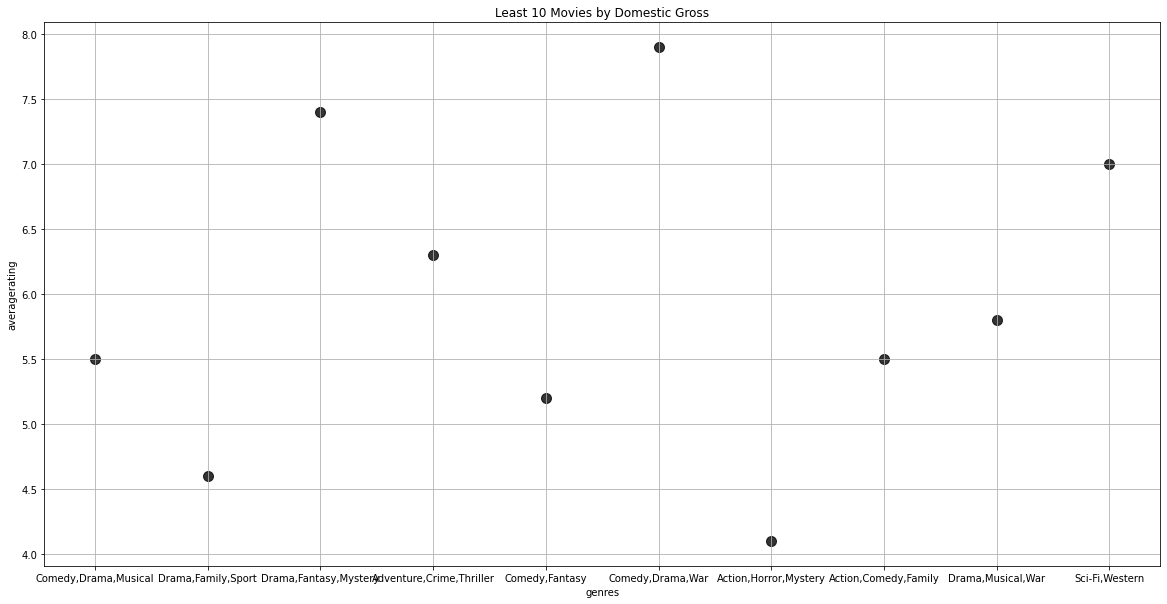 Least 10 Movies by Domestic Gross
8.0
7.5
7.0
6.5
6.0
5.5
5.0
4.5
4.0
averagerating
Comedy,Drama,Musical Drama,Family,Sport Drama,Fantasy,Mystery Adventure,Crime,Thriller Comedy,Fantasy Comedy,Drama,War Action,Horror,Mystery Action,Comedy,Family Drama,Musical,War Sci-Fi,Western
genres